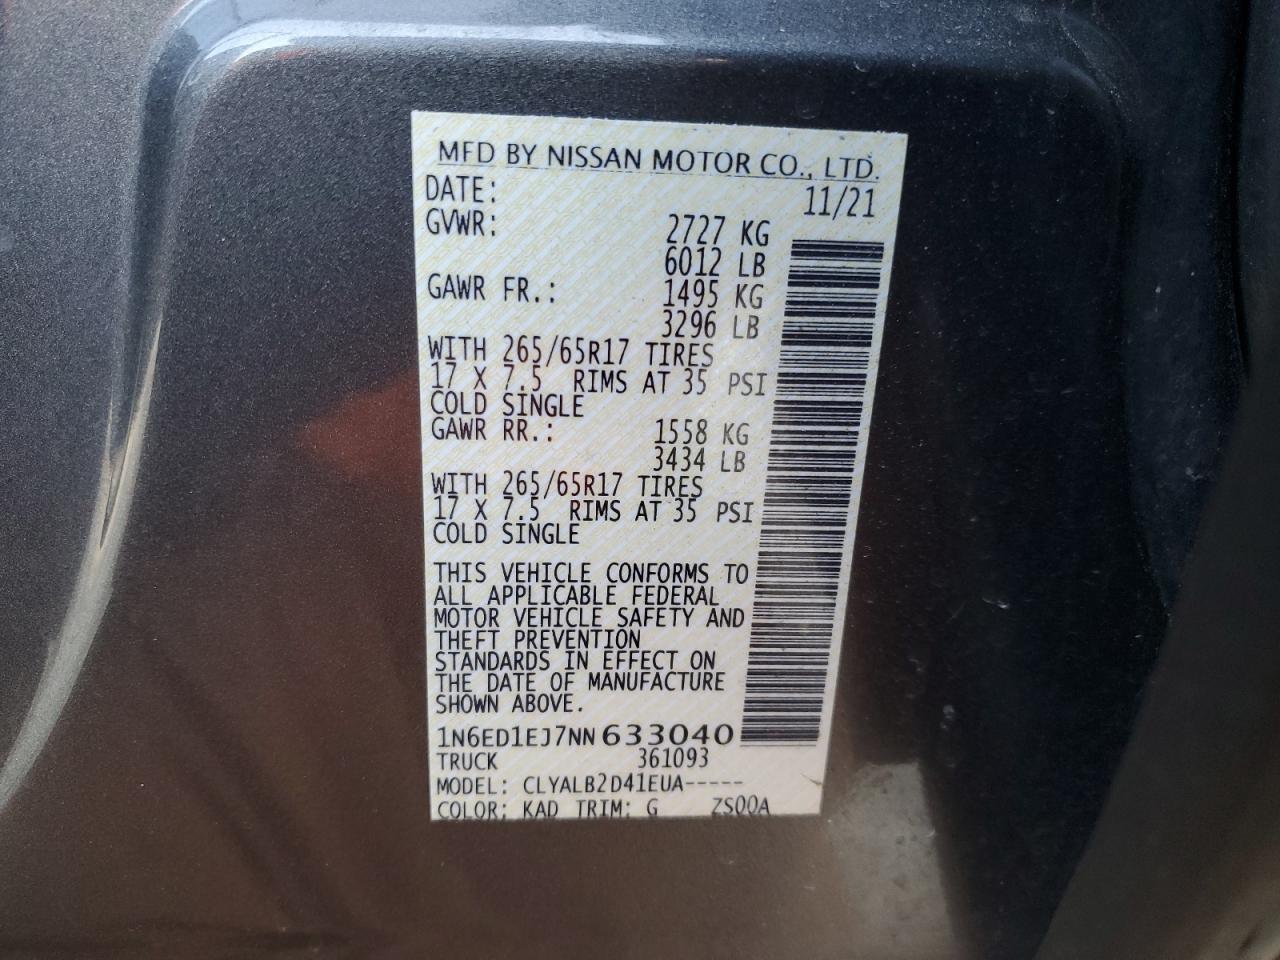 MFD BY NISSAN MOTOR CO., LTD.
DATE: 11/21
GVWR: 2727 KG
6012 LB
GAWR FR.: 1495 KG
3296 LB
WITH 265/65R17 TIRES
17 X 7.5 RIMS AT 35 PSI
COLD SINGLE
GAWR RR.: 1558 KG
3434 LB
WITH 265/65R17 TIRES
17 X 7.5 RIMS AT 35 PSI
COLD SINGLE
THIS VEHICLE CONFORMS TO
ALL APPLICABLE FEDERAL
MOTOR VEHICLE SAFETY AND
THEFT PREVENTION
STANDARDS IN EFFECT ON
THE DATE OF MANUFACTURE
SHOWN ABOVE.
1N6ED1EJ7NN633040
TRUCK 361093
MODEL: CLYALB2D41EUA-----
COLOR: KAD TRIM: G ZS00A